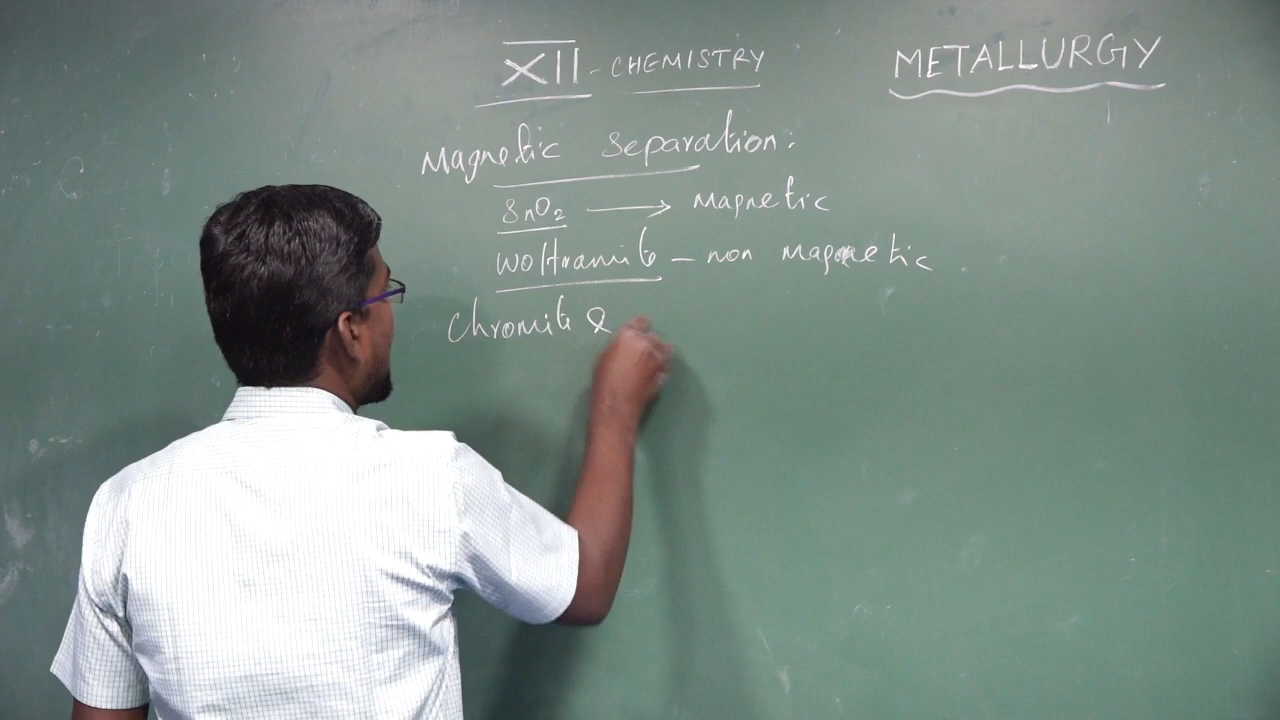 XII - CHEMISTRY
METALLURGY
Magnetic Separation:
SnO₂ → Magnetic
Wolframite – non magnetic
Chromite &